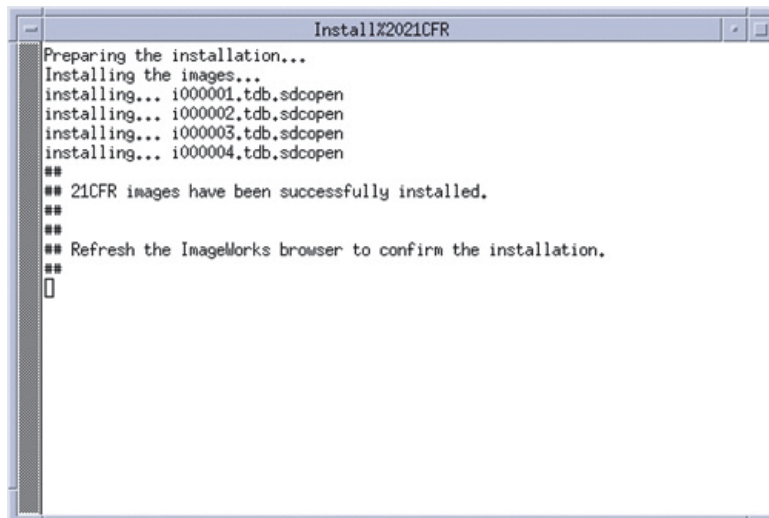 Install%2021CFR
Preparing the installation...
Installing the images...
installing... i000001.tdb.sdcopen
installing... i000002.tdb.sdcopen
installing... i000003.tdb.sdcopen
installing... i000004.tdb.sdcopen
##
## 21CFR images have been successfully installed.
##
##
## Refresh the ImageWorks browser to confirm the installation.
##